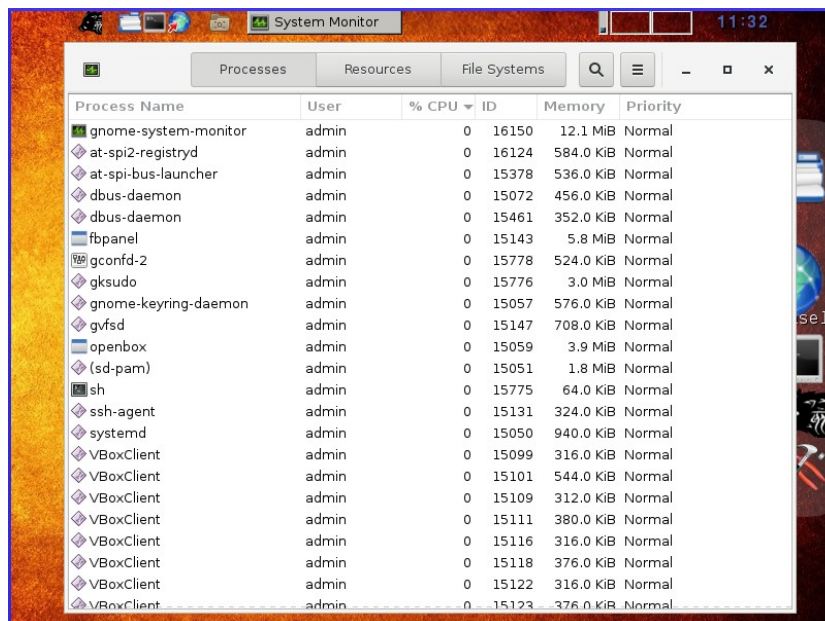 System Monitor
11:32
Processes Resources File Systems
Process Name User % CPU ID Memory Priority
gnome-system-monitor admin 0 16150 12.1 MiB Normal
at-spi2-registryd admin 0 16124 584.0 KiB Normal
at-spi-bus-launcher admin 0 15378 536.0 KiB Normal
dbus-daemon admin 0 15072 456.0 KiB Normal
dbus-daemon admin 0 15461 352.0 KiB Normal
fbpanel admin 0 15143 5.8 MiB Normal
gconfd-2 admin 0 15778 524.0 KiB Normal
gksudo admin 0 15776 3.0 MiB Normal
gnome-keyring-daemon admin 0 15057 576.0 KiB Normal
gvfsd admin 0 15147 708.0 KiB Normal
openbox admin 0 15059 3.9 MiB Normal
(sd-pam) admin 0 15051 1.8 MiB Normal
sh admin 0 15775 64.0 KiB Normal
ssh-agent admin 0 15131 324.0 KiB Normal
systemd admin 0 15050 940.0 KiB Normal
VBoxClient admin 0 15099 316.0 KiB Normal
VBoxClient admin 0 15101 544.0 KiB Normal
VBoxClient admin 0 15109 312.0 KiB Normal
VBoxClient admin 0 15111 380.0 KiB Normal
VBoxClient admin 0 15116 316.0 KiB Normal
VBoxClient admin 0 15118 376.0 KiB Normal
VBoxClient admin 0 15122 316.0 KiB Normal
VBoxClient admin 0 15123 376.0 KiB Normal